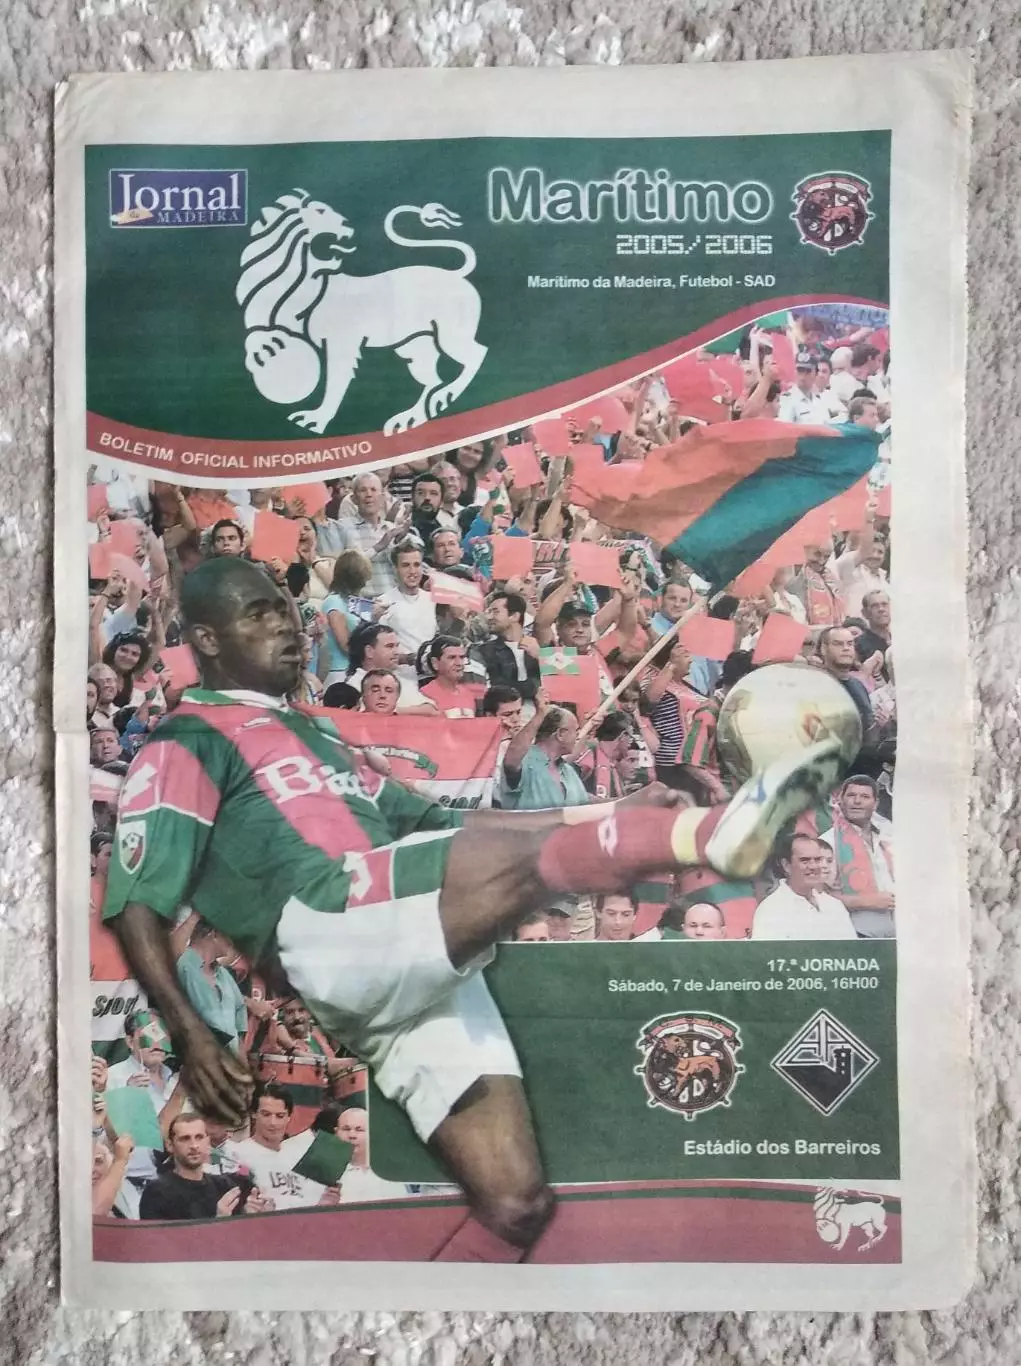 Jornal
da MADEIRA
Marítimo
2005/2006
Marítimo da Madeira, Futebol - SAD
BOLETIM OFICIAL INFORMATIVO
17.ª JORNADA
Sábado, 7 de Janeiro de 2006, 16H00
Estádio dos Barreiros